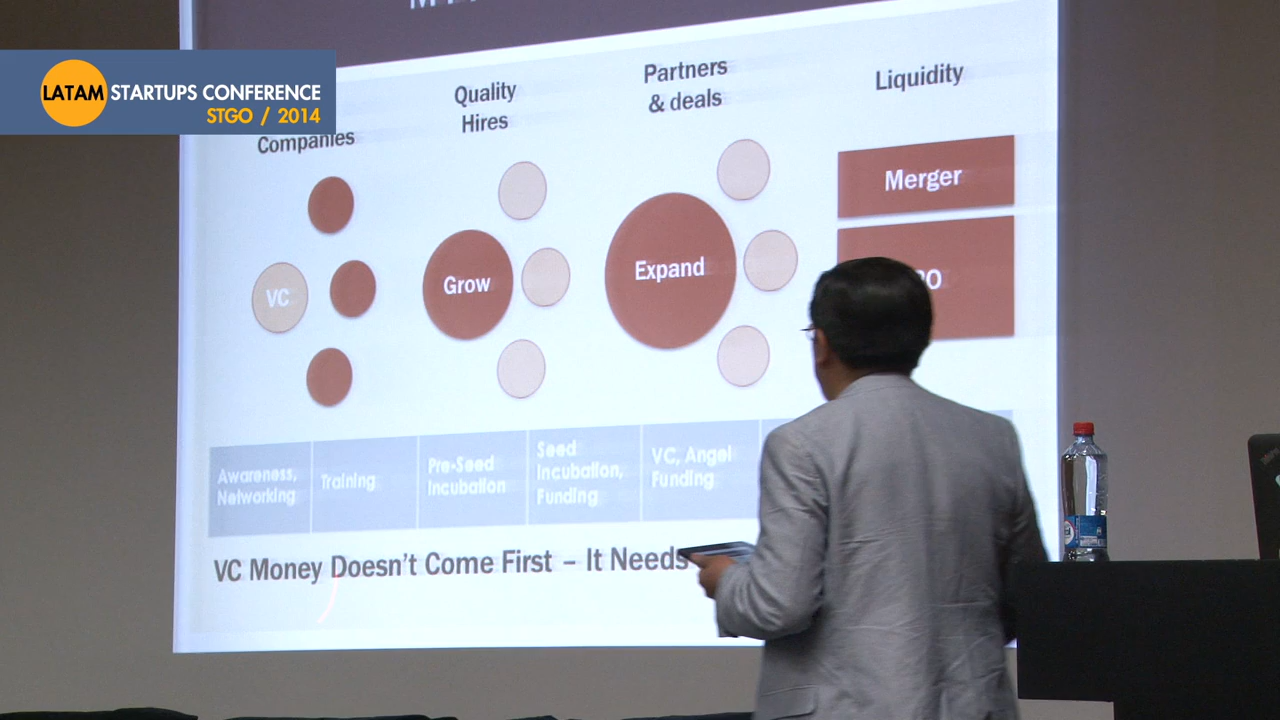 LATAM STARTUPS CONFERENCE
STGO / 2014
Companies
Quality
Hires
Partners
& deals
Liquidity
VC
Grow
Expand
Merger
Awareness,
Networking
Training
Pre-Seed
Incubation
Seed
Incubation,
Funding
VC, Angel
Funding
VC Money Doesn't Come First – It Needs